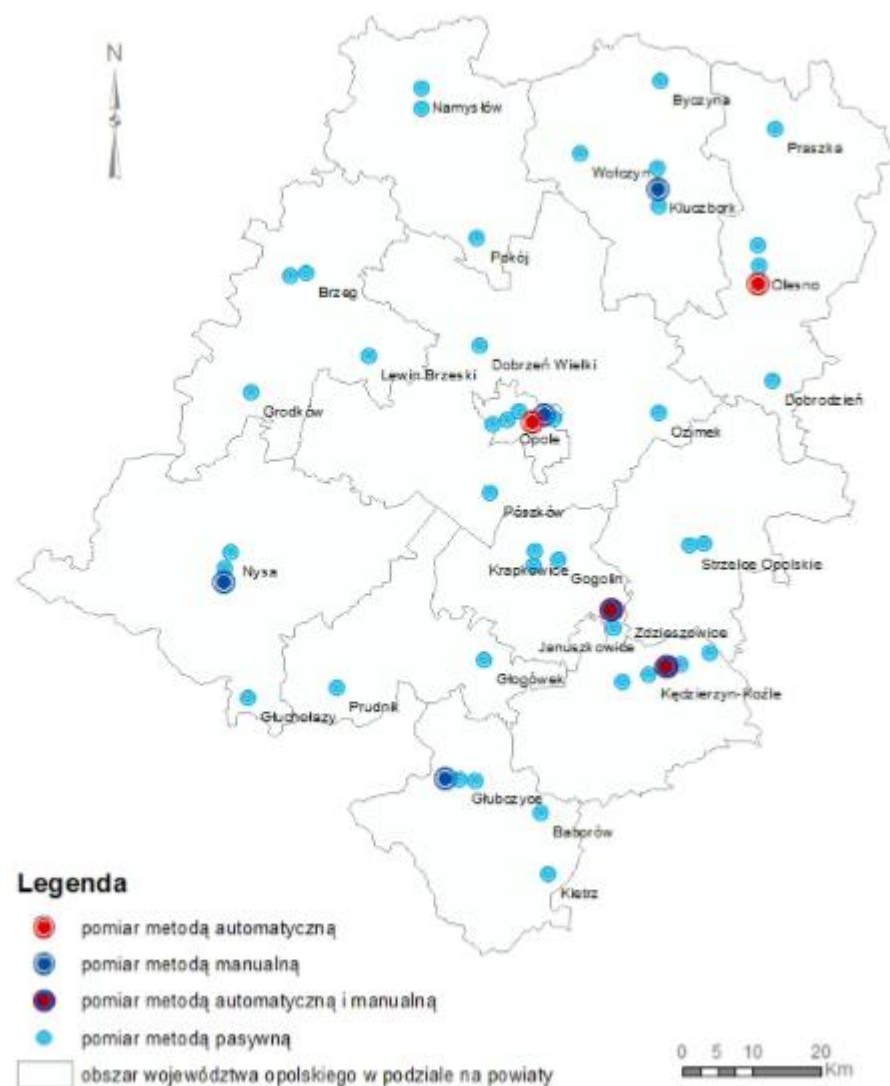 N
Namysłów
Byczyna
Praszka
Wołczyn
Kluczbork
Pokój
Olesno
Brzeg
Dobrzeń Wielki
Lewin Brzeski
Dobrodzień
Grodków
Ozimek
Opole
Pószków
Nysa
Krapkowice
Gogolin
Strzelce Opolskie
Januszkowice
Zdzieszowice
Głogówek
Kędzierzyn-Koźle
Prudnik
Głuchołazy
Głubczyce
Baborów
Kietrz
Legenda
pomiar metodą automatyczną
pomiar metodą manualną
pomiar metodą automatyczną i manualną
pomiar metodą pasywną
obszar województwa opolskiego w podziale na powiaty
0 5 10 20
Km